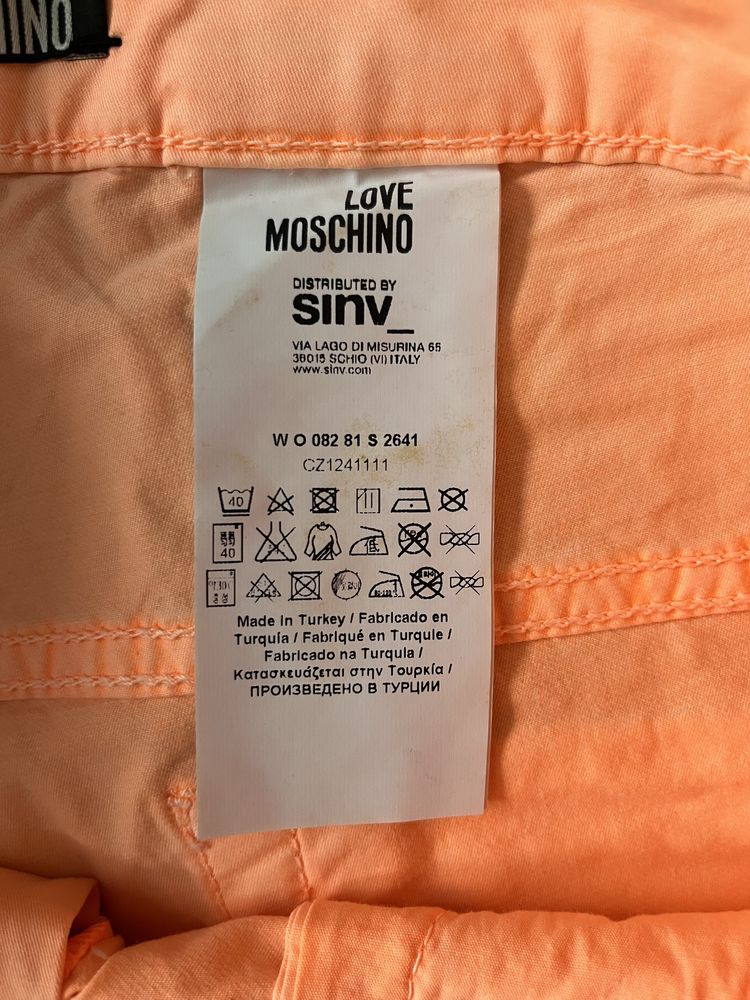 HINO
LOVE
MOSCHINO
DISTRIBUTED BY
sınv_
VIA LAGO DI MISURINA 65
36015 SCHIO (VI) ITALY
www.sinv.com
W O 082 81 S 2641
CZ1241111
40
40 低
Made in Turkey / Fabricado en
Turquía / Fabriqué en Turquie /
Fabricado na Turquia /
Κατασκευάζεται στην Τουρκία /
ПРОИЗВЕДЕНО В ТУРЦИИ